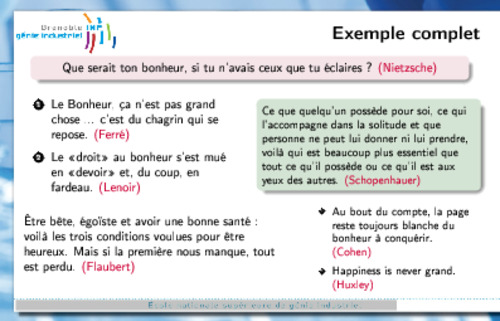 Grenoble INP
génie industriel
Exemple complet
Que serait ton bonheur, si tu n'avais ceux que tu éclaires ? (Nietzsche)
1 Le Bonheur, ça n'est pas grand
chose ... c'est du chagrin qui se
repose. (Ferré)
2 Le «droit» au bonheur s'est mué
en «devoir» et, du coup, en
fardeau. (Lenoir)
Ce que quelqu'un possède pour soi, ce qui
l'accompagne dans la solitude et que
personne ne peut lui donner ni lui prendre,
voilà qui est beaucoup plus essentiel que
tout ce qu'il possède ou ce qu'il est aux
yeux des autres. (Schopenhauer)
Être bête, égoïste et avoir une bonne santé :
voilà les trois conditions voulues pour être
heureux. Mais si la première nous manque, tout
est perdu. (Flaubert)
Au bout du compte, la page
reste toujours blanche du
bonheur à conquérir.
(Cohen)
Happiness is never grand.
(Huxley)
École nationale supérieure de génie industriel